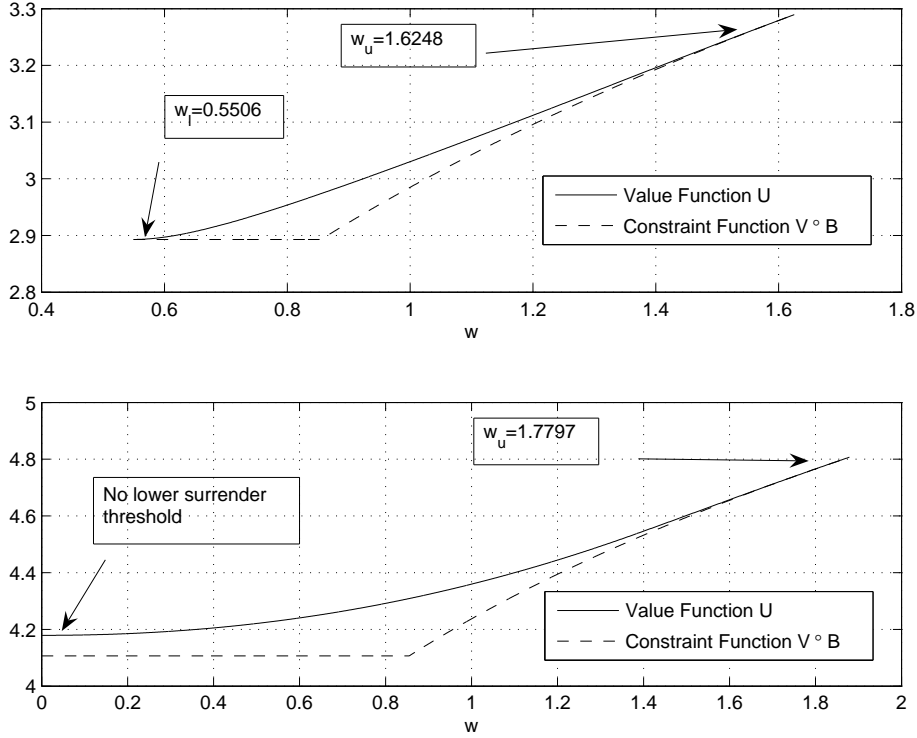 3.3
w_u=1.6248
3.2
w_l=0.5506
3.1
3
Value Function U
2.9
Constraint Function V ° B
2.8
0.4 0.6 0.8 1 1.2 1.4 1.6 1.8
w
5
w_u=1.7797
4.8
No lower surrender
threshold
4.6
4.4
Value Function U
4.2
Constraint Function V ° B
4
0 0.2 0.4 0.6 0.8 1 1.2 1.4 1.6 1.8 2
w